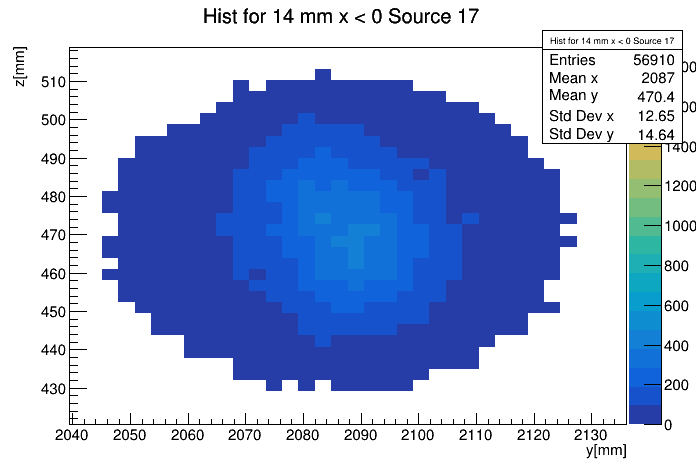 Hist for 14 mm x < 0 Source 17
z[mm]
Hist for 14 mm x < 0 Source 17
Entries 56910
Mean x 2087
Mean y 470.4
Std Dev x 12.65
Std Dev y 14.64
510
500
490
480
470
460
450
440
430
1400
1200
1000
800
600
400
200
0
2040 2050 2060 2070 2080 2090 2100 2110 2120 2130
y[mm]